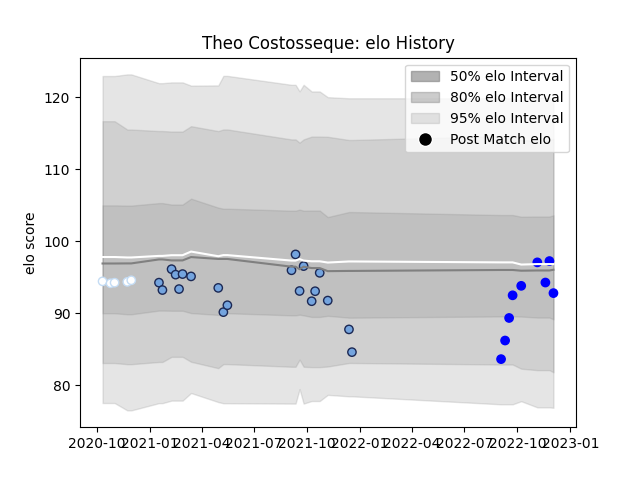 Theo Costosseque: elo History
50% elo Interval
80% elo Interval
95% elo Interval
Post Match elo
elo score
120
110
100
90
80
2020-10 2021-01 2021-04 2021-07 2021-10 2022-01 2022-04 2022-07 2022-10 2023-01